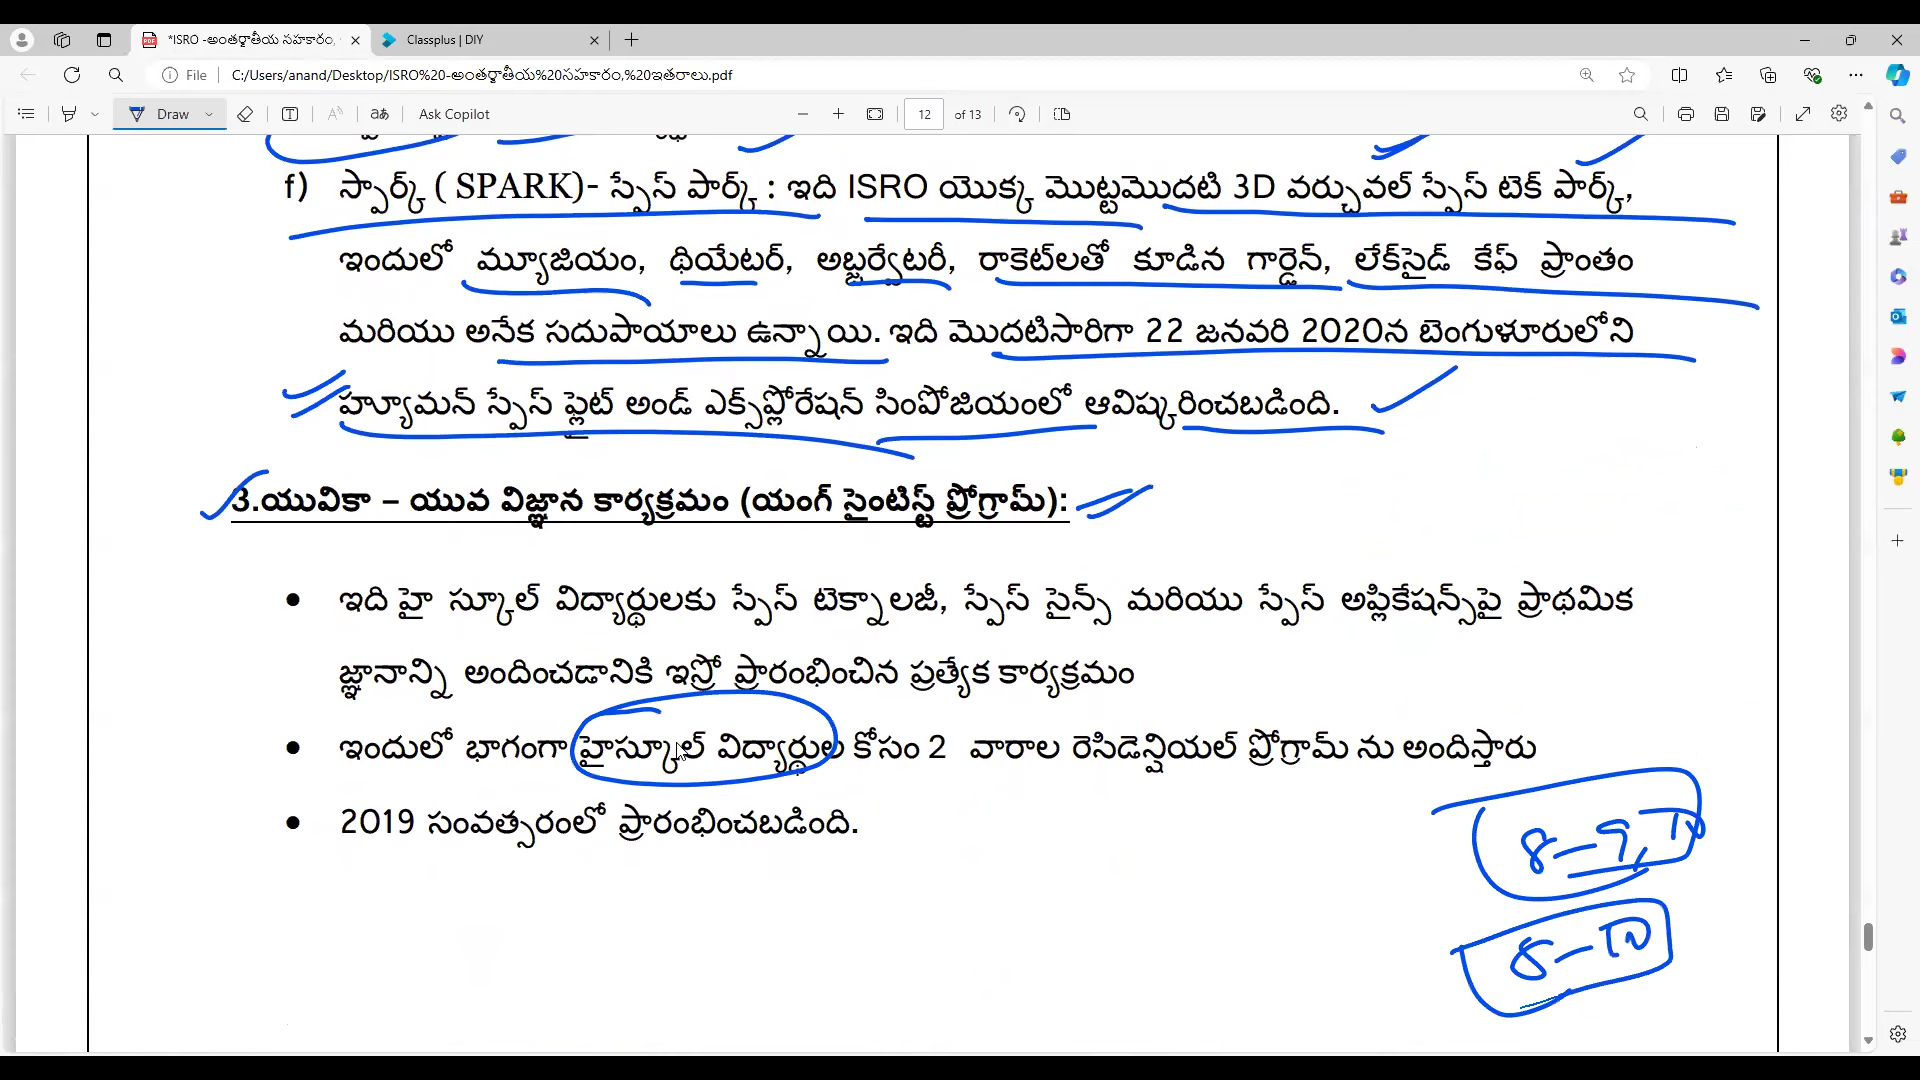 *ISRO -అంతర్జాతీయ సహకారం,
Classplus | DIY
File
C:/Users/anand/Desktop/ISRO%20-అంతర్జాతీయ%20సహకారం,%20ఇతరాలు.pdf
Draw
Ask Copilot
12 of 13
f) స్పార్క్ ( SPARK)- స్పేస్ పార్క్ : ఇది ISRO యొక్క మొట్టమొదటి 3D వర్చువల్ స్పేస్ టెక్ పార్క్,
ఇందులో మ్యూజియం, థియేటర్, అబ్జర్వేటరీ, రాకెట్‌లతో కూడిన గార్డెన్, లేక్‌సైడ్ కేఫ్ ప్రాంతం
మరియు అనేక సదుపాయాలు ఉన్నాయి. ఇది మొదటిసారిగా 22 జనవరి 2020న బెంగుళూరులోని
హ్యూమన్ స్పేస్ ఫ్లైట్ అండ్ ఎక్స్‌ప్లోరేషన్ సింపోజియంలో ఆవిష్కరించబడింది.
3.యువికా – యువ విజ్ఞాన కార్యక్రమం (యంగ్ సైంటిస్ట్ ప్రోగ్రామ్):
• ఇది హై స్కూల్ విద్యార్థులకు స్పేస్ టెక్నాలజీ, స్పేస్ సైన్స్ మరియు స్పేస్ అప్లికేషన్స్‌పై ప్రాథమిక
జ్ఞానాన్ని అందించడానికి ఇస్రో ప్రారంభించిన ప్రత్యేక కార్యక్రమం
• ఇందులో భాగంగా హైస్కూల్ విద్యార్థుల కోసం 2 వారాల రెసిడెన్షియల్ ప్రోగ్రామ్ ను అందిస్తారు
• 2019 సంవత్సరంలో ప్రారంభించబడింది.
8–9, 10
8–10